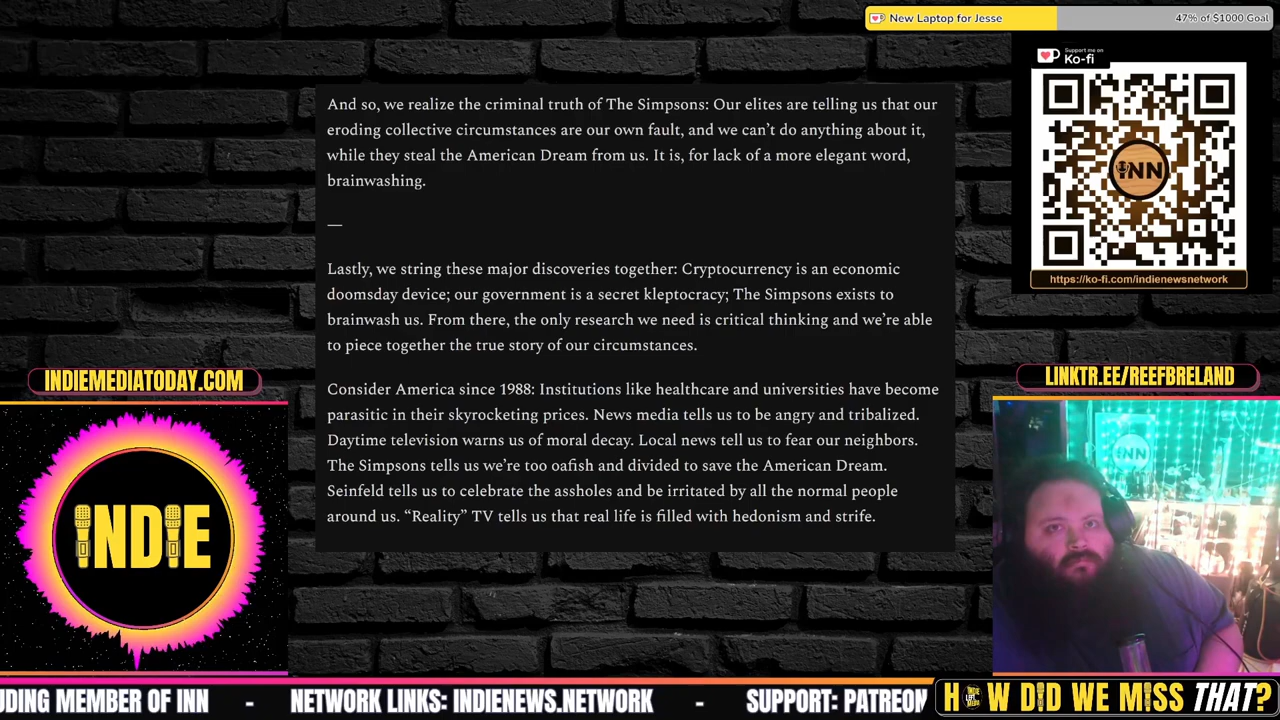 New Laptop for Jesse
47% of $1000 Goal
Support me on
Ko-fi
And so, we realize the criminal truth of The Simpsons: Our elites are telling us that our
eroding collective circumstances are our own fault, and we can’t do anything about it,
while they steal the American Dream from us. It is, for lack of a more elegant word,
brainwashing.
—
Lastly, we string these major discoveries together: Cryptocurrency is an economic
doomsday device; our government is a secret kleptocracy; The Simpsons exists to
brainwash us. From there, the only research we need is critical thinking and we’re able
to piece together the true story of our circumstances.
Consider America since 1988: Institutions like healthcare and universities have become
parasitic in their skyrocketing prices. News media tells us to be angry and tribalized.
Daytime television warns us of moral decay. Local news tell us to fear our neighbors.
The Simpsons tells us we’re too oafish and divided to save the American Dream.
Seinfeld tells us to celebrate the assholes and be irritated by all the normal people
around us. “Reality” TV tells us that real life is filled with hedonism and strife.
iNN
https://ko-fi.com/indienewsnetwork
INDIEMEDIATODAY.COM
LINKTR.EE/REEFBRELAND
INDIE
iNN
UDING MEMBER OF INN - NETWORK LINKS: INDIENEWS.NETWORK - SUPPORT: PATREON
HOW DID WE MISS THAT?